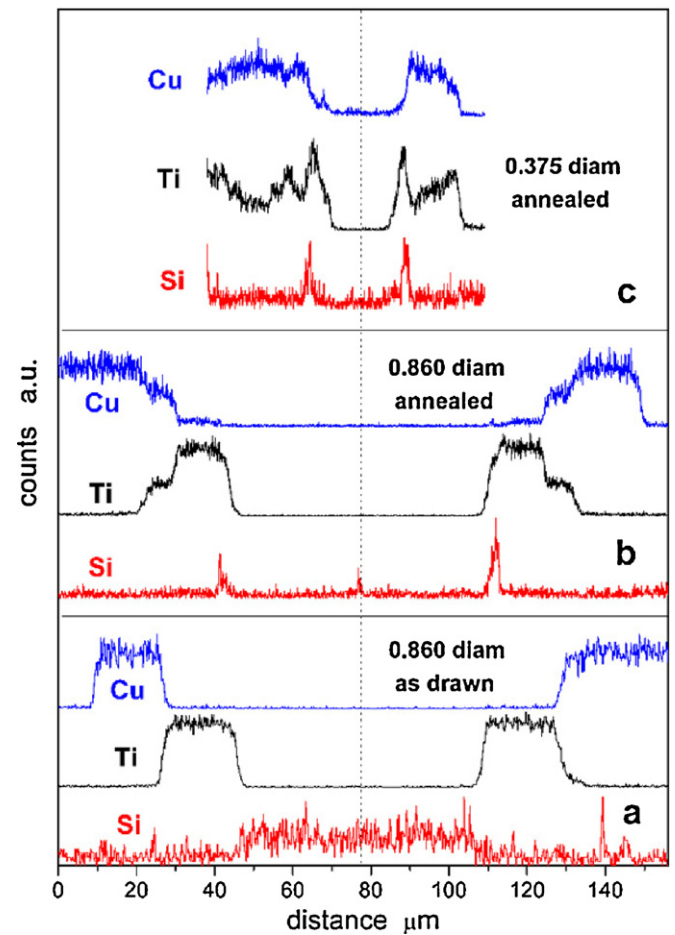 Cu
Ti
0.375 diam
annealed
Si
c
0.860 diam
annealed
Cu
Ti
b
Si
0.860 diam
as drawn
Cu
Ti
Si
a
counts a.u.
0 20 40 60 80 100 120 140
distance μm